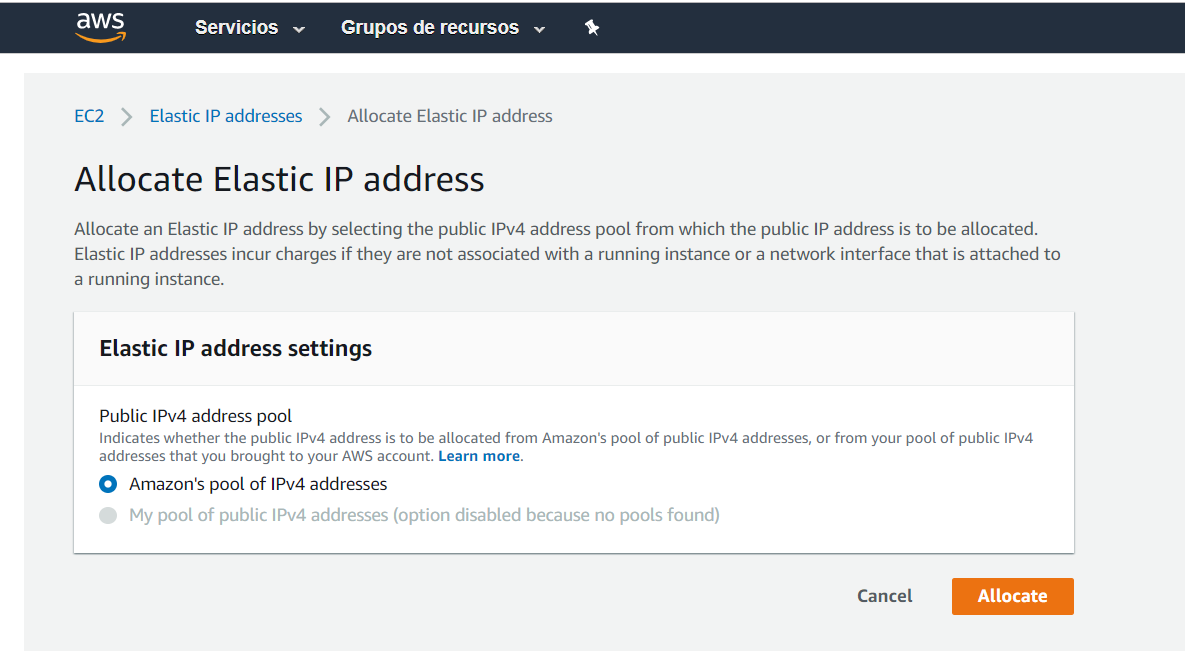 aws Servicios Grupos de recursos
EC2 Elastic IP addresses Allocate Elastic IP address
Allocate Elastic IP address
Allocate an Elastic IP address by selecting the public IPv4 address pool from which the public IP address is to be allocated.
Elastic IP addresses incur charges if they are not associated with a running instance or a network interface that is attached to
a running instance.
Elastic IP address settings
Public IPv4 address pool
Indicates whether the public IPv4 address is to be allocated from Amazon's pool of public IPv4 addresses, or from your pool of public IPv4
addresses that you brought to your AWS account. Learn more.
Amazon's pool of IPv4 addresses
My pool of public IPv4 addresses (option disabled because no pools found)
Cancel Allocate